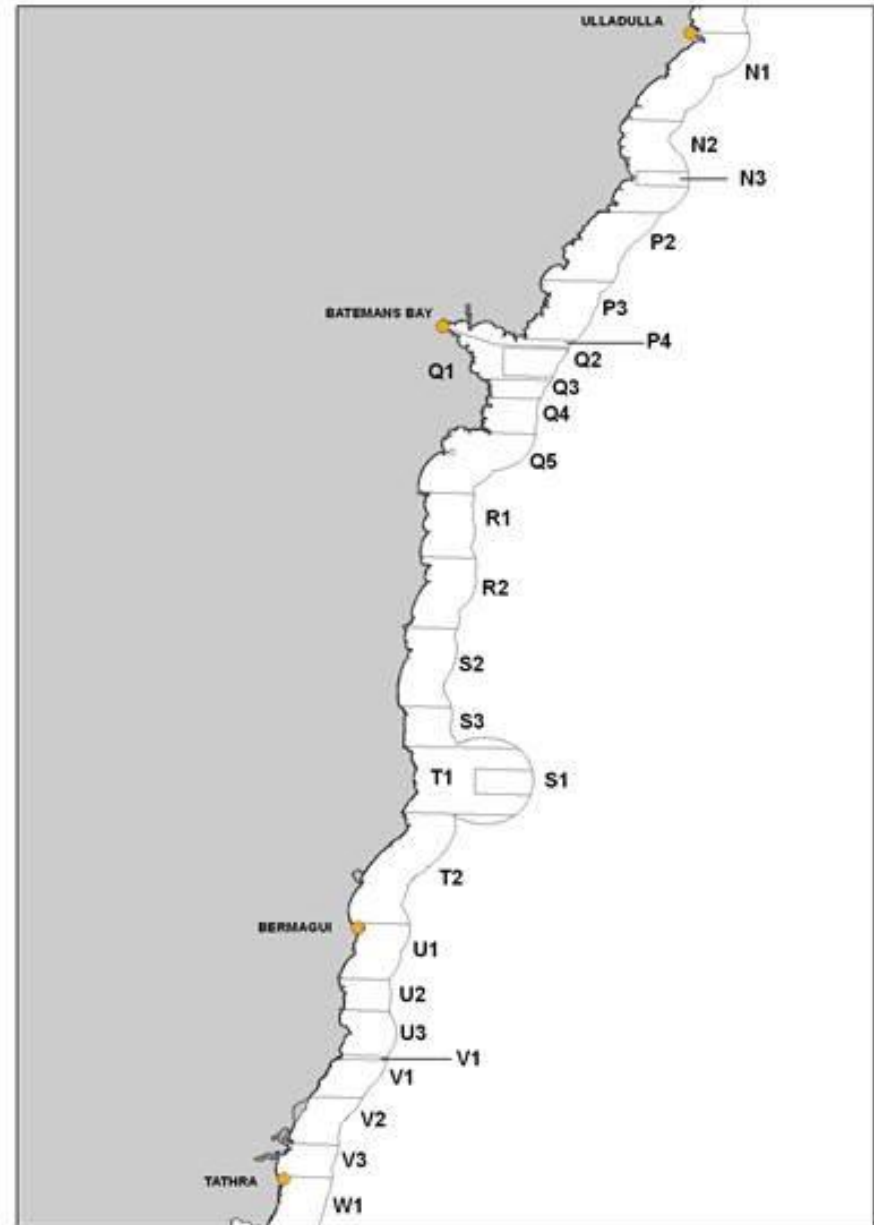 ULLADULLA
N1
N2
N3
P2
BATEMANS BAY
P3
P4
Q1
Q2
Q3
Q4
Q5
R1
R2
S2
S3
T1
S1
T2
BERMAGUI
U1
U2
U3
V1
V1
V2
V3
TATHRA
W1